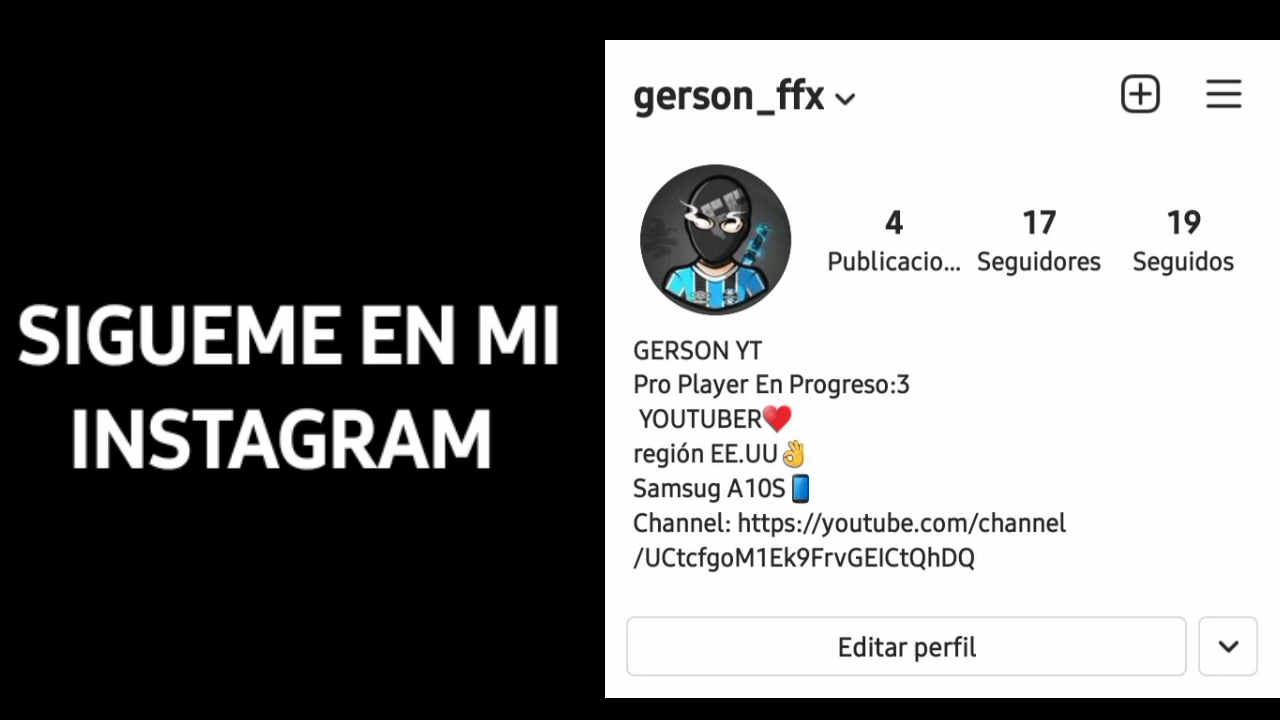 SIGUEME EN MI
INSTAGRAM
gerson_ffx
4
Publicacio...
17
Seguidores
19
Seguidos
GERSON YT
Pro Player En Progreso:3
YOUTUBER❤️
región EE.UU👌
Samsug A10S📱
Channel: https://youtube.com/channel
/UCtcfgoM1Ek9FrvGEICtQhDQ
Editar perfil